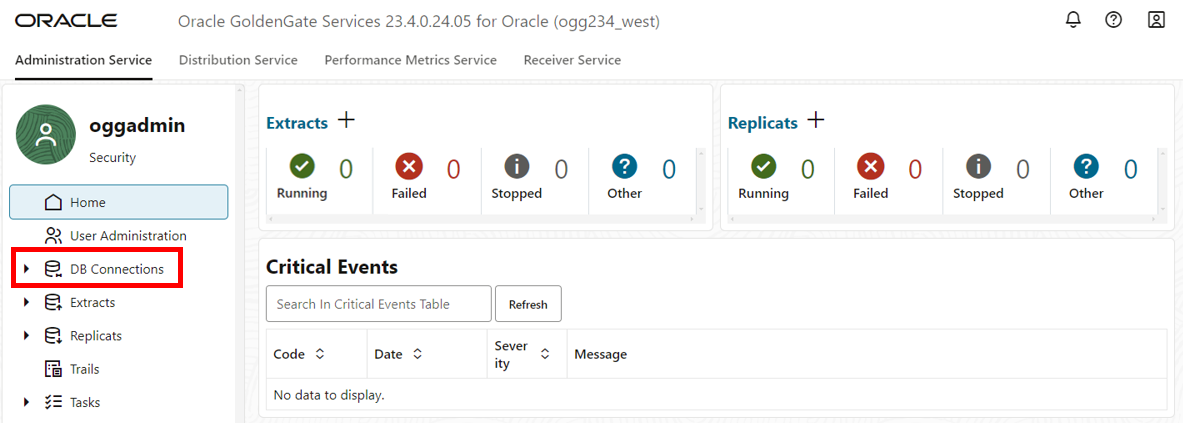 ORACLE
Oracle GoldenGate Services 23.4.0.24.05 for Oracle (ogg234_west)
Administration Service
Distribution Service
Performance Metrics Service
Receiver Service
oggadmin
Security
Home
User Administration
DB Connections
Extracts
Replicats
Trails
Tasks
Extracts
0
Running
0
Failed
0
Stopped
0
Other
Replicats
0
Running
0
Failed
0
Stopped
0
Other
Critical Events
Search In Critical Events Table
Refresh
Code
Date
Sever
ity
Message
No data to display.